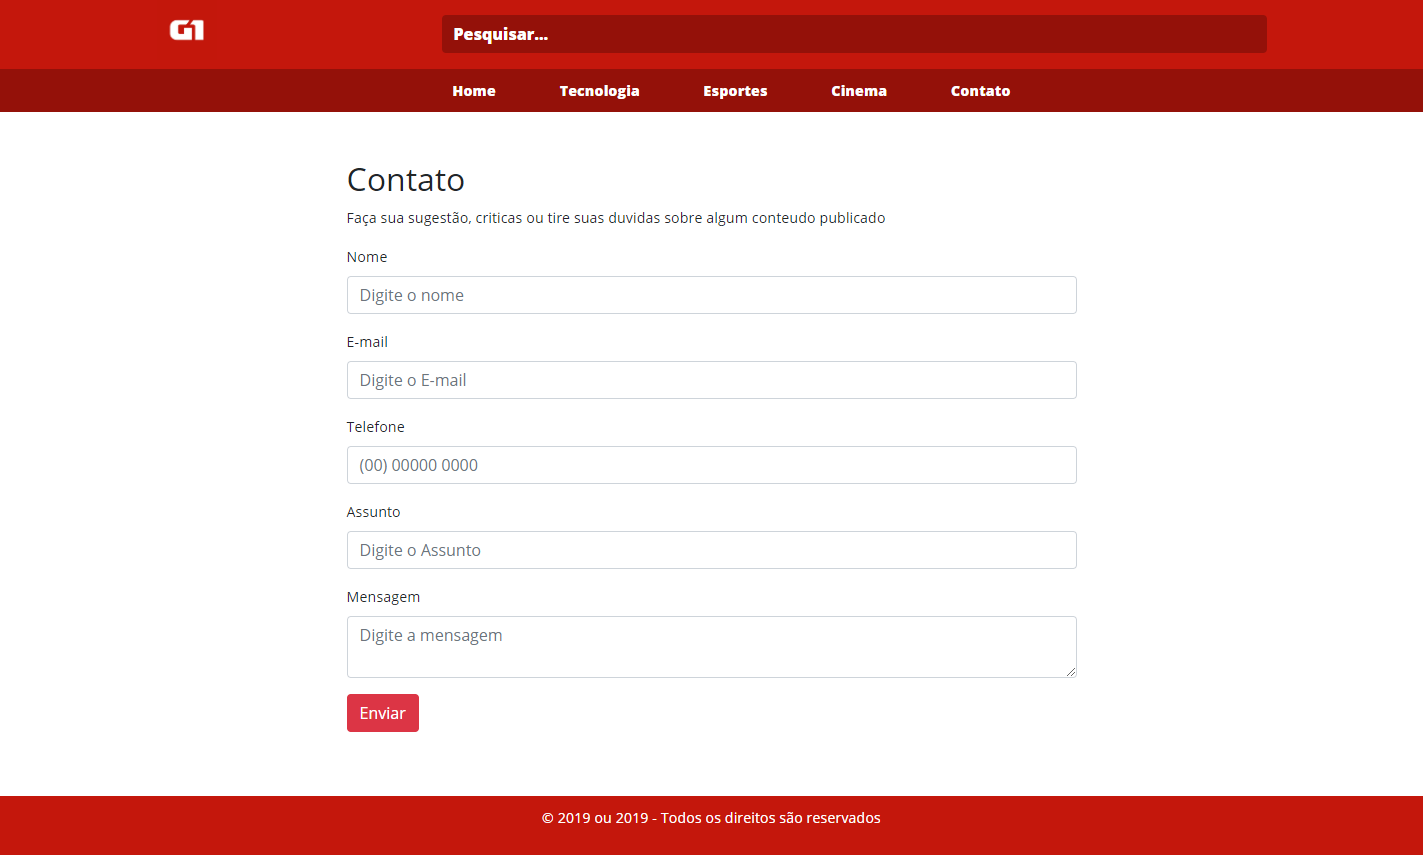 G1
Pesquisar...
Home Tecnologia Esportes Cinema Contato
Contato
Faça sua sugestão, criticas ou tire suas duvidas sobre algum conteudo publicado
Nome
Digite o nome
E-mail
Digite o E-mail
Telefone
(00) 00000 0000
Assunto
Digite o Assunto
Mensagem
Digite a mensagem
Enviar
© 2019 ou 2019 - Todos os direitos são reservados